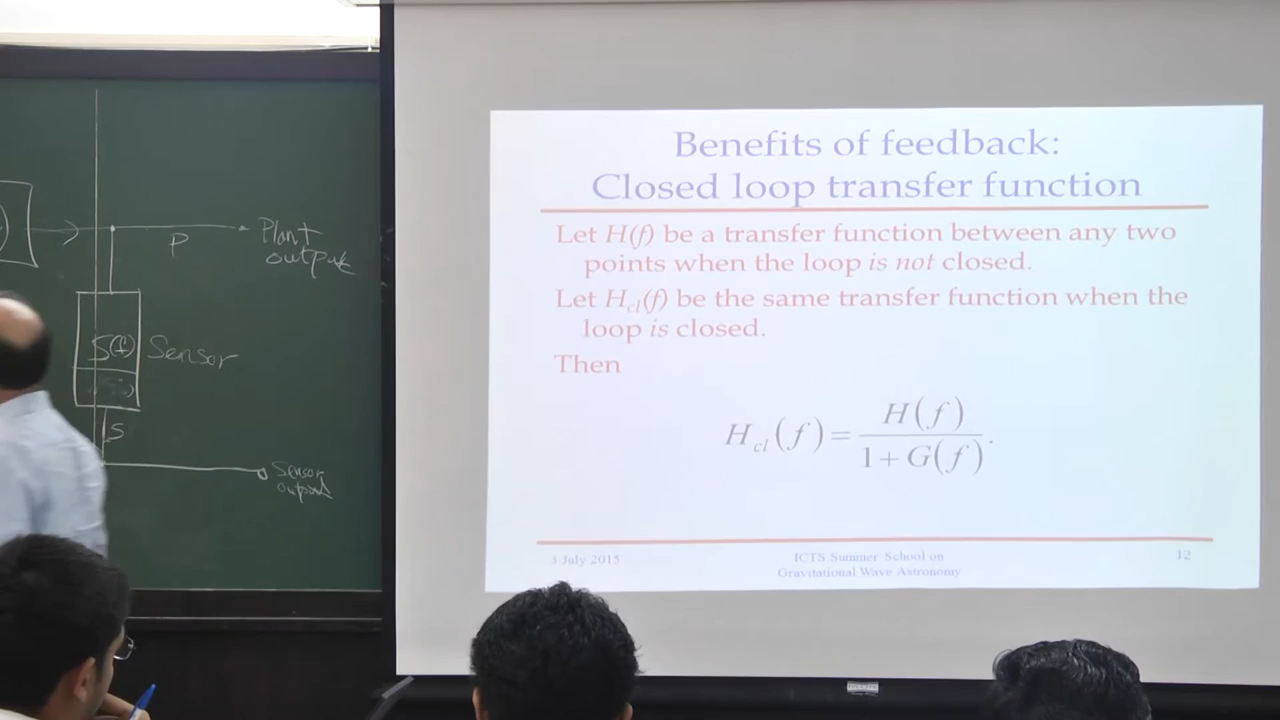 )
P
Plant
output
S(f) Sensor
S
Sensor
output
Benefits of feedback:
Closed loop transfer function
Let H(f) be a transfer function between any two
points when the loop is not closed.
Let Hcl(f) be the same transfer function when the
loop is closed.
Then
H_cl(f) = H(f) / 1 + G(f).
3 July 2015
ICTS Summer School on
Gravitational Wave Astronomy
12